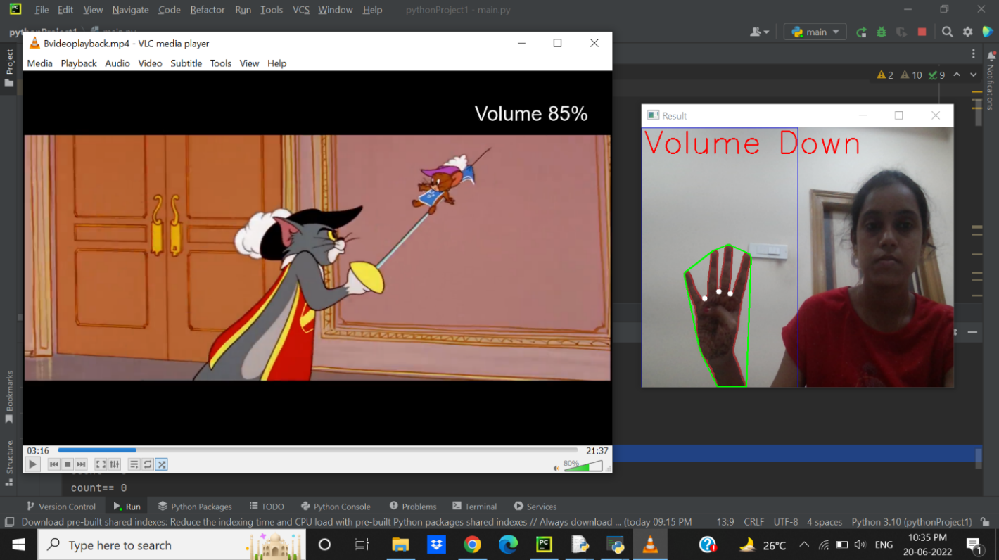 PC File Edit View Navigate Code Refactor Run Tools VCS Window Help pythonProject1 - main.py
main
Project
Bvideoplayback.mp4 - VLC media player
Media Playback Audio Video Subtitle Tools View Help
2 10 9
Notifications
Volume 85%
Result
Volume Down
Bookmarks
Structure
03:16 21:37
80%
count== 0
Version Control Run Python Packages TODO Python Console Problems Terminal Services
Download pre-built shared indexes: Reduce the indexing time and CPU load with pre-built Python packages shared indexes // Always download ... (today 09:15 PM 13:9 CRLF UTF-8 4 spaces Python 3.10 (pythonProject1)
Type here to search PC 26°C ENG 10:35 PM
20-06-2022 1